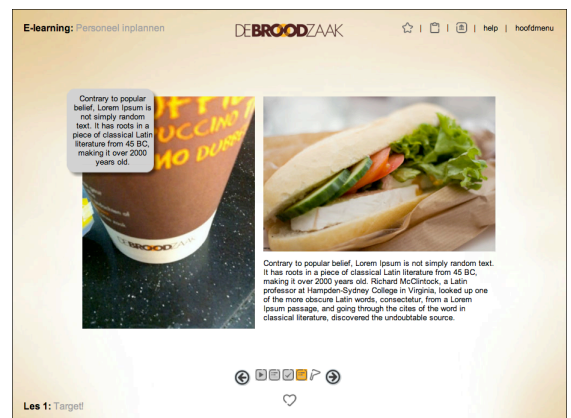 E-learning: Personeel inplannen
DEBROODZAAK
| | | help | hoofdmenu
Contrary to popular
belief, Lorem Ipsum is
not simply random
text. It has roots in a
piece of classical Latin
literature from 45 BC,
making it over 2000
years old.
DEBROODZAAK
Contrary to popular belief, Lorem Ipsum is not simply random text.
It has roots in a piece of classical Latin literature from 45 BC,
making it over 2000 years old. Richard McClintock, a Latin
professor at Hampden-Sydney College in Virginia, looked up one
of the more obscure Latin words, consectetur, from a Lorem
Ipsum passage, and going through the cites of the word in
classical literature, discovered the undoubtable source.
Les 1: Target!